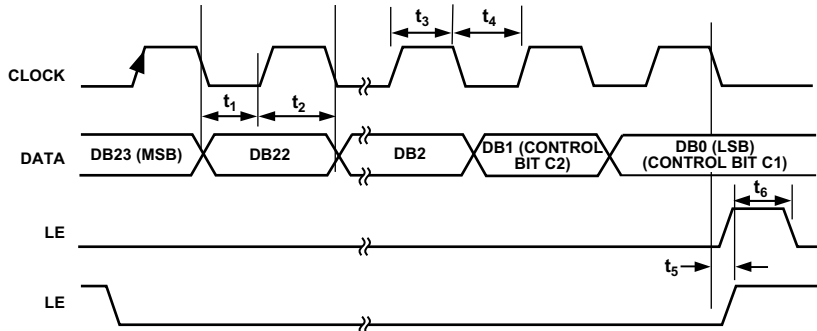 t3 t4
CLOCK
t1 t2
DATA DB23 (MSB) DB22 DB2 DB1 (CONTROL BIT C2) DB0 (LSB) (CONTROL BIT C1)
t6
LE
t5
LE